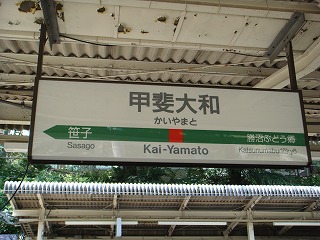 甲斐大和
かいやまと
笹子
勝沼ぶどう郷
Sasago
Kai-Yamato
Katsunumabudōkyō